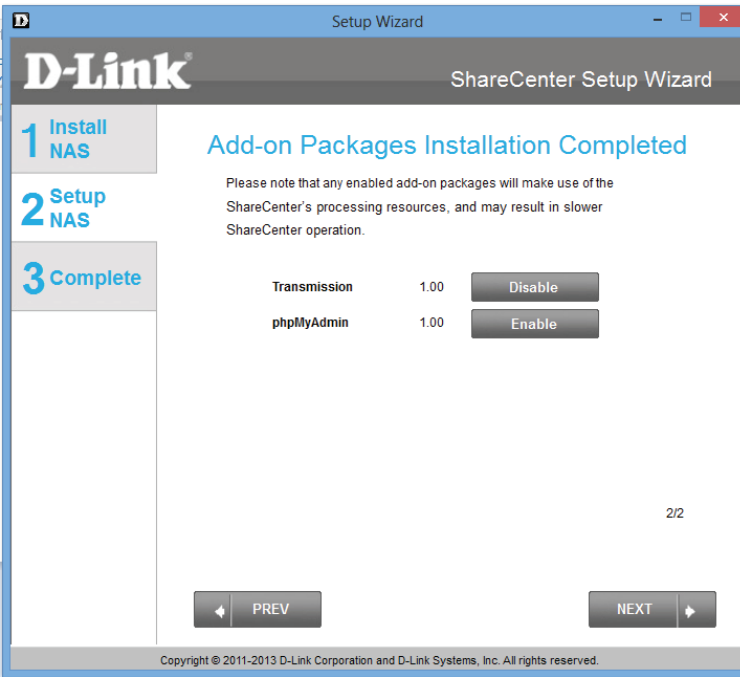 Setup Wizard
D-Link®
ShareCenter Setup Wizard
1 Install
NAS
2 Setup
NAS
3 Complete
Add-on Packages Installation Completed
Please note that any enabled add-on packages will make use of the
ShareCenter's processing resources, and may result in slower
ShareCenter operation.
Transmission 1.00 Disable
phpMyAdmin 1.00 Enable
2/2
PREV
NEXT
Copyright © 2011-2013 D-Link Corporation and D-Link Systems, Inc. All rights reserved.